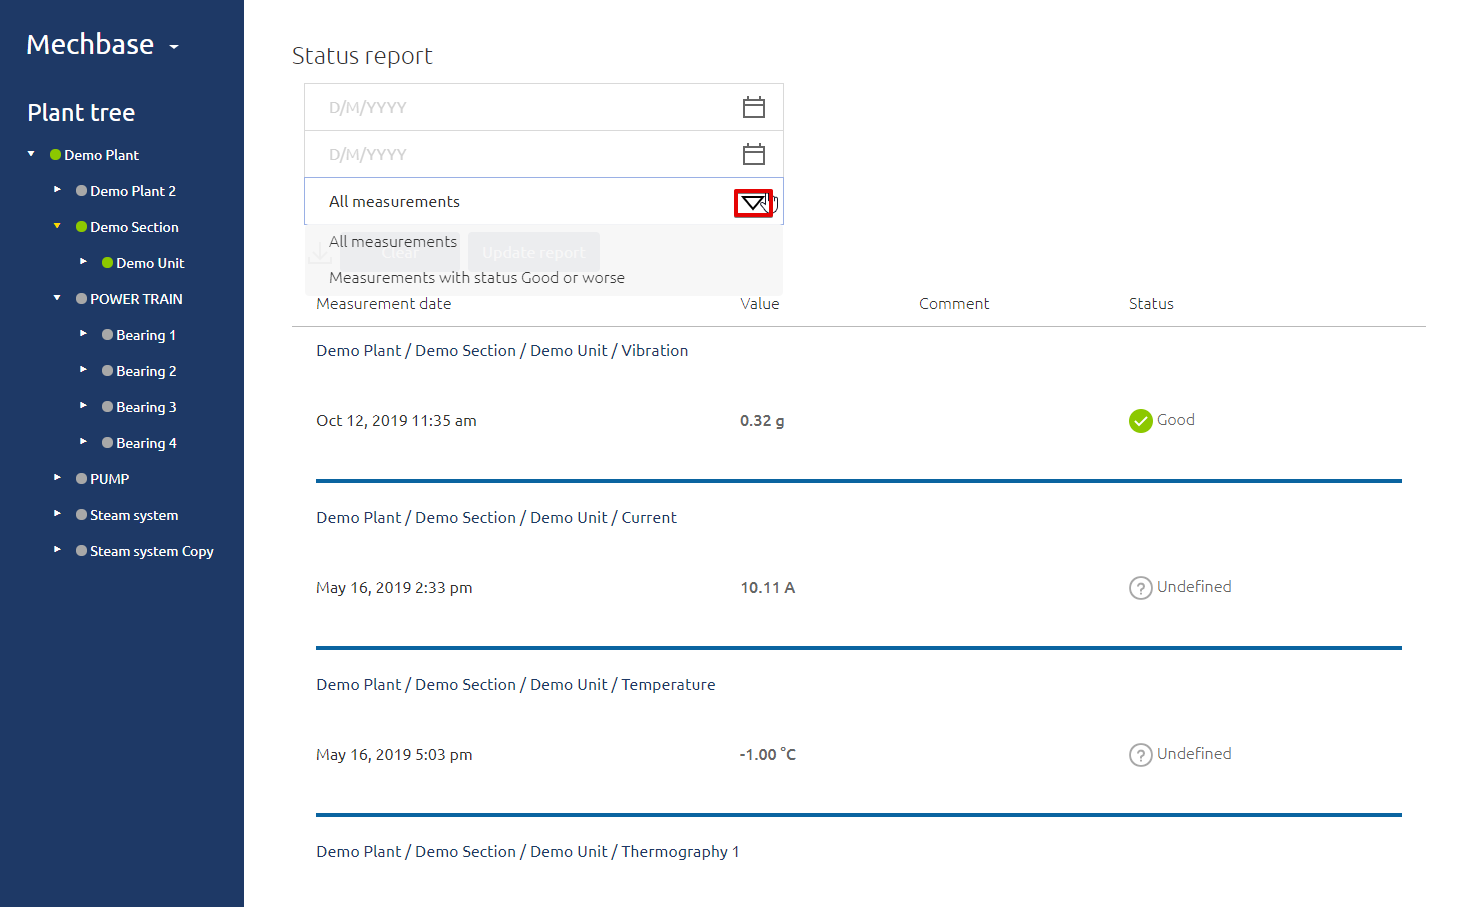 Mechbase
Plant tree
Demo Plant
Demo Plant 2
Demo Section
Demo Unit
POWER TRAIN
Bearing 1
Bearing 2
Bearing 3
Bearing 4
PUMP
Steam system
Steam system Copy
Status report
D/M/YYYY
D/M/YYYY
All measurements
All measurements
Clear Update report
Measurements with status Good or worse
Measurement date Value Comment Status
Demo Plant / Demo Section / Demo Unit / Vibration
Oct 12, 2019 11:35 am 0.32 g Good
Demo Plant / Demo Section / Demo Unit / Current
May 16, 2019 2:33 pm 10.11 A ? Undefined
Demo Plant / Demo Section / Demo Unit / Temperature
May 16, 2019 5:03 pm -1.00 °C ? Undefined
Demo Plant / Demo Section / Demo Unit / Thermography 1